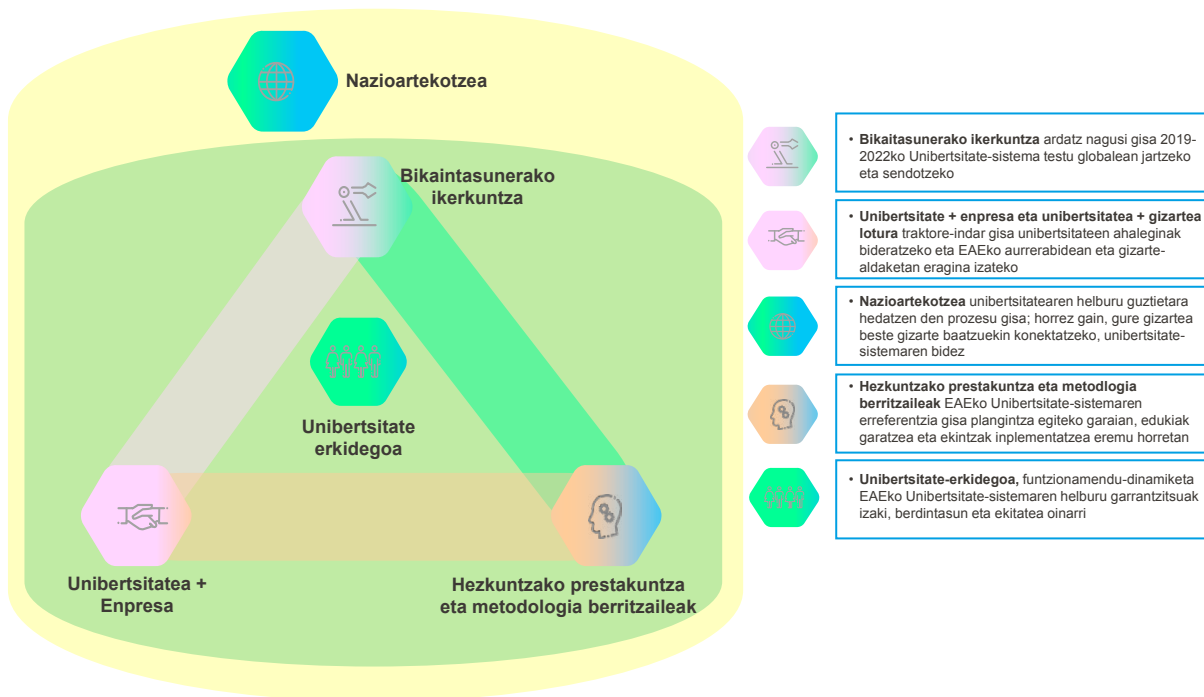 Nazioartekotzea
Bikaintasunerako
ikerkuntza
Unibertsitate
erkidegoa
Unibertsitatea +
Enpresa
Hezkuntzako prestakuntza
eta metodologia berritzaileak
• Bikaitasunerako ikerkuntza ardatz nagusi gisa 2019-
2022ko Unibertsitate-sistema testu globalean jartzeko
eta sendotzeko
• Unibertsitate + enpresa eta unibertsitatea + gizartea
lotura traktore-indar gisa unibertsitateen ahaleginak
bideratzeko eta EAEko aurrerabidean eta gizarte-
aldaketan eragina izateko
• Nazioartekotzea unibertsitatearen helburu guztietara
hedatzen den prozesu gisa; horrez gain, gure gizartea
beste gizarte baatzuekin konektatzeko, unibertsitate-
sistemaren bidez
• Hezkuntzako prestakuntza eta metodlogia
berritzaileak EAEko Unibertsitate-sistemaren
erreferentzia gisa plangintza egiteko garaian, edukiak
garatzea eta ekintzak inplementatzea eremu horretan
• Unibertsitate-erkidegoa, funtzionamendu-dinamiketa
EAEko Unibertsitate-sistemaren helburu garrantzitsuak
izaki, berdintasun eta ekitatea oinarri